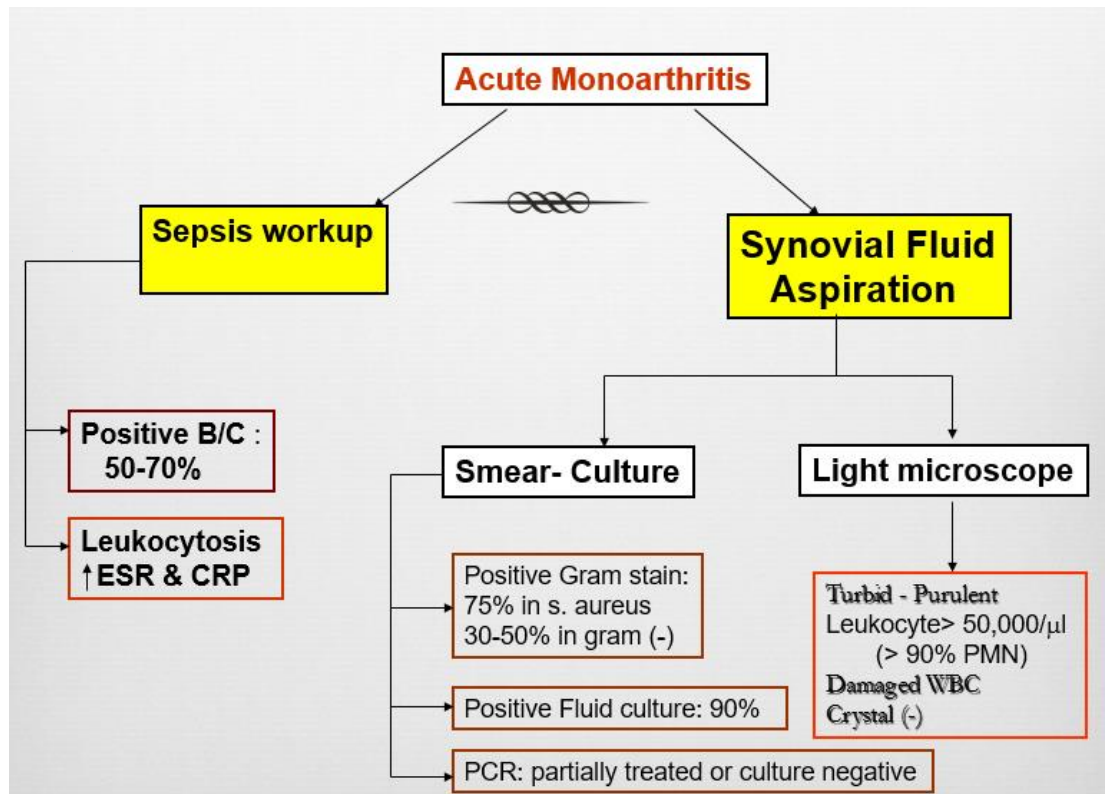 Acute Monoarthritis
Sepsis workup
Synovial Fluid
Aspiration
Positive B/C :
50-70%
Leukocytosis
↑ESR & CRP
Smear- Culture
Positive Gram stain:
75% in s. aureus
30-50% in gram (-)
Positive Fluid culture: 90%
PCR: partially treated or culture negative
Light microscope
Turbid - Purulent
Leukocyte> 50,000/μl
(> 90% PMN)
Damaged WBC
Crystal (-)